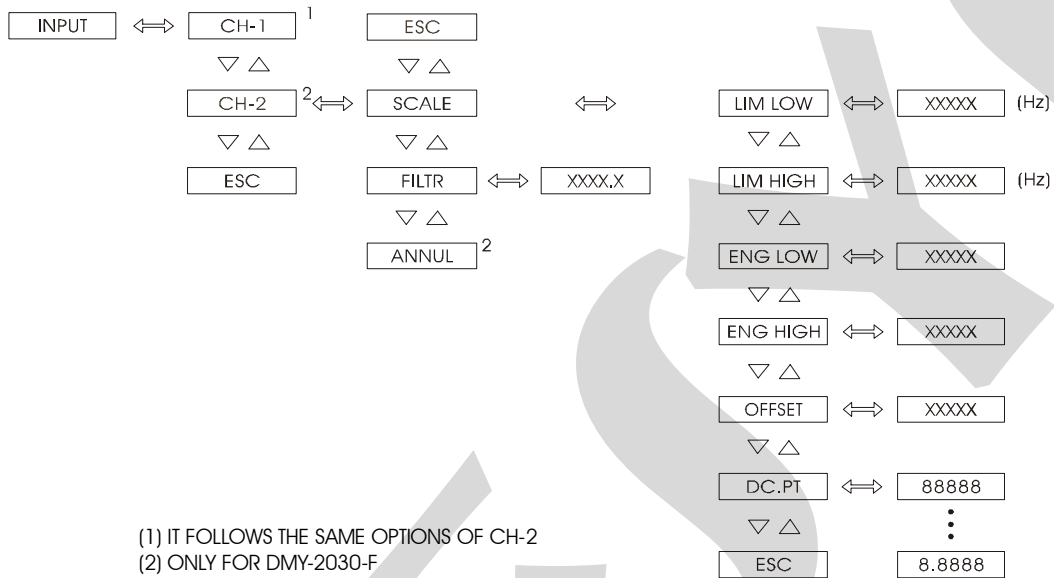 INPUT CH-1 1 ESC
CH-2 2 SCALE LIM LOW XXXXX (Hz)
ESC FILTR XXXX.X LIM HIGH XXXXX (Hz)
ANNUL 2 ENG LOW XXXXX
ENG HIGH XXXXX
OFFSET XXXXX
DC.PT 88888
ESC 8.8888
(1) IT FOLLOWS THE SAME OPTIONS OF CH-2
(2) ONLY FOR DMY-2030-F